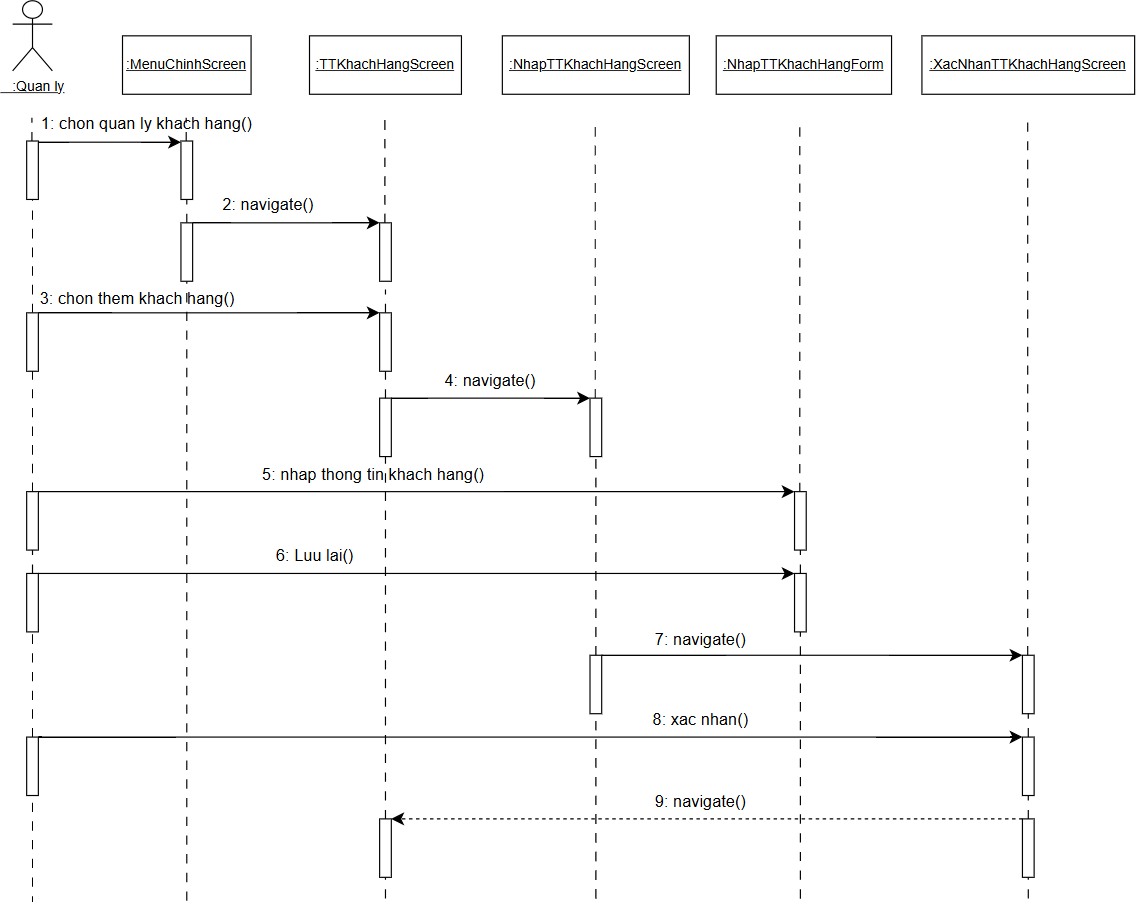 :Quan ly
:MenuChinhScreen
:TTKhachHangScreen
:NhapTTKhachHangScreen
:NhapTTKhachHangForm
:XacNhanTTKhachHangScreen
1: chon quan ly khach hang()
2: navigate()
3: chon them khach hang()
4: navigate()
5: nhap thong tin khach hang()
6: Luu lai()
7: navigate()
8: xac nhan()
9: navigate()